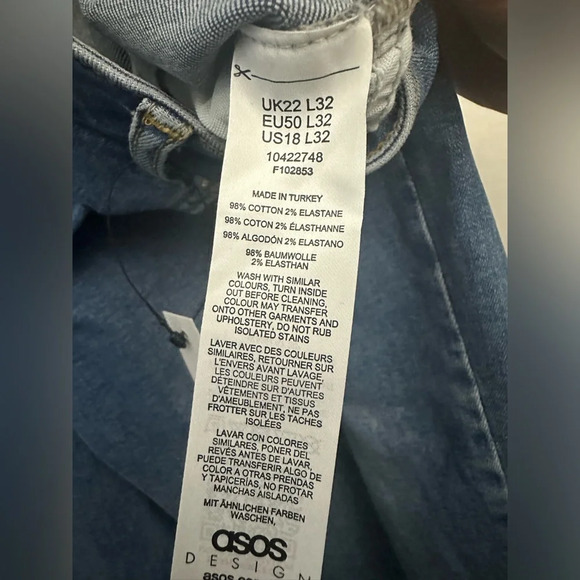 UK22 L32
EU50 L32
US18 L32
10422748
F102853
MADE IN TURKEY
98% COTTON 2% ELASTANE
98% COTON 2% ÉLASTHANNE
98% ALGODÓN 2% ELASTANO
98% BAUMWOLLE
2% ELASTHAN
WASH WITH SIMILAR
COLOURS, TURN INSIDE
OUT BEFORE CLEANING,
COLOUR MAY TRANSFER
ONTO OTHER GARMENTS AND
UPHOLSTERY, DO NOT RUB
ISOLATED STAINS
LAVER AVEC DES COULEURS
SIMILAIRES, RETOURNER SUR
L'ENVERS AVANT LAVAGE
LES COULEURS PEUVENT
DÉTEINDRE SUR D'AUTRES
VÊTEMENTS ET TISSUS
D'AMEUBLEMENT, NE PAS
FROTTER SUR LES TACHES
ISOLÉES
LAVAR CON COLORES
SIMILARES, PONER DEL
REVÉS ANTES DE LAVAR,
PUEDE TRANSFERIR ALGO DE
COLOR A OTRAS PRENDAS
Y TAPICERÍAS, NO FROTAR
MANCHAS AISLADAS
MIT ÄHNLICHEN FARBEN
WASCHEN,
asos
DESIGN